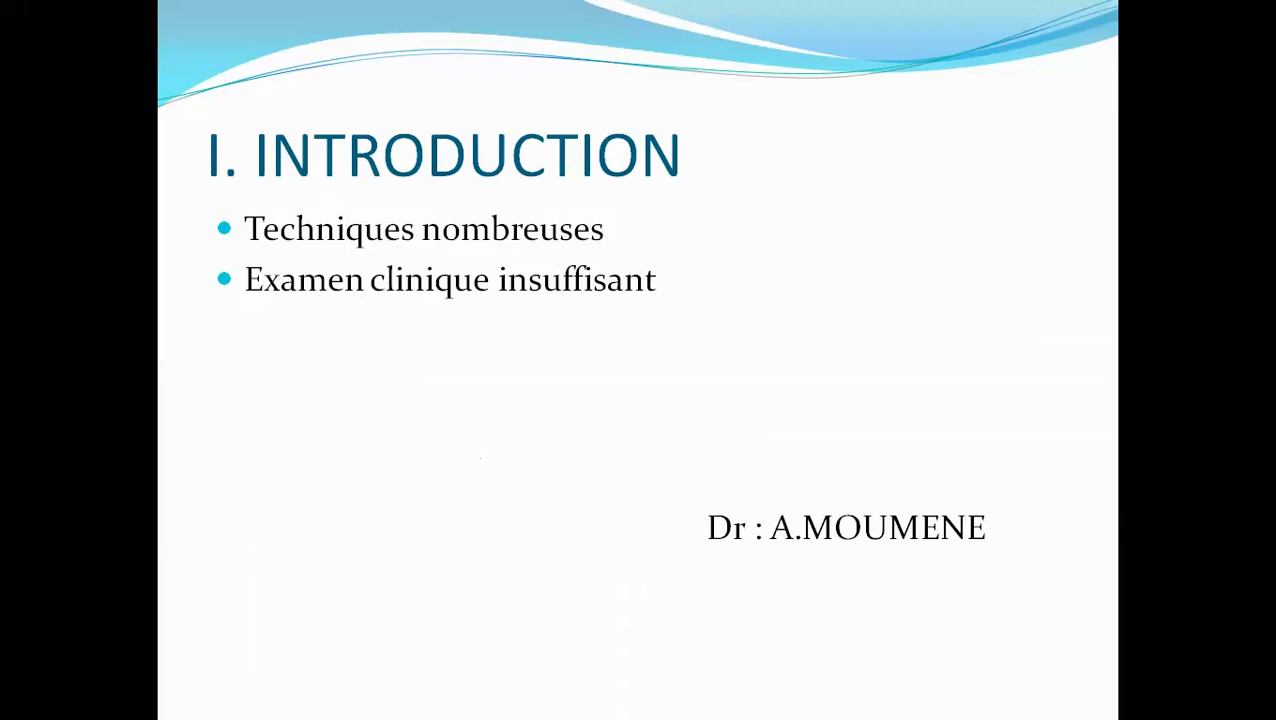 I. INTRODUCTION
• Techniques nombreuses
• Examen clinique insuffisant
Dr : A.MOUMENE